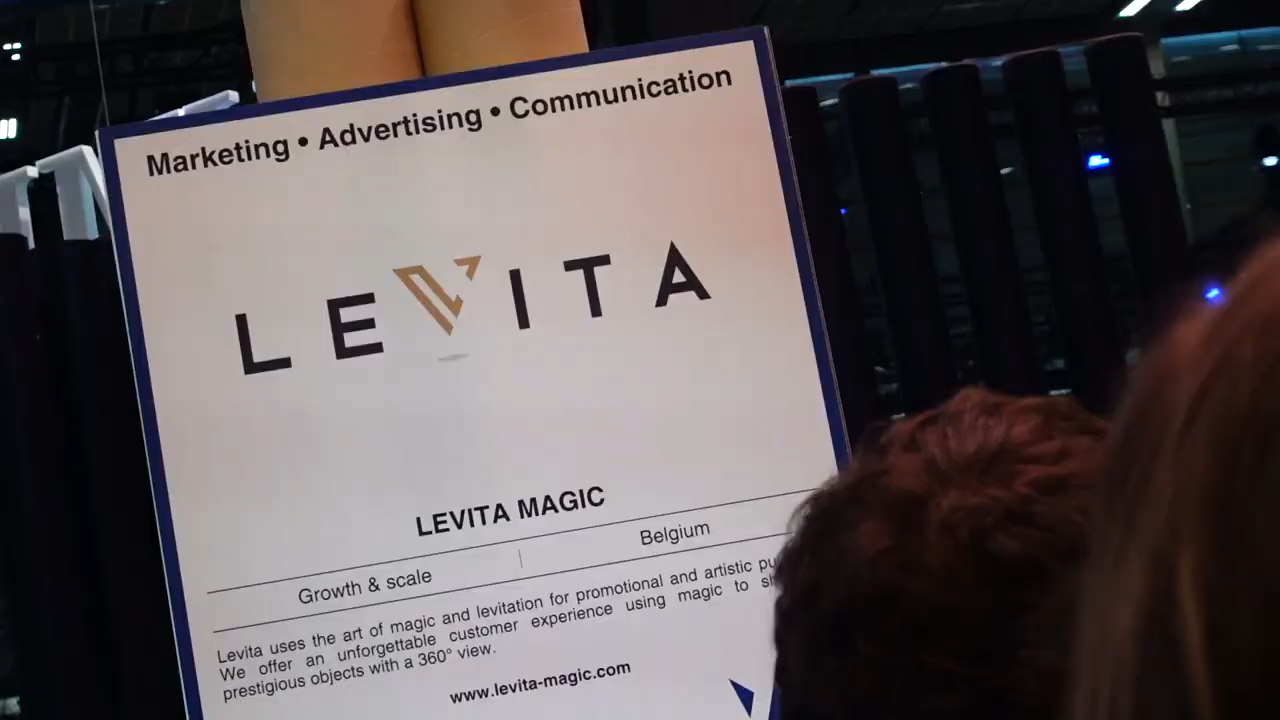 Marketing • Advertising • Communication
LEVITA
LEVITA MAGIC
Growth & scale
Belgium
Levita uses the art of magic and levitation for promotional and artistic
We offer an unforgettable customer experience using magic to
prestigious objects with a 360° view.
www.levita-magic.com